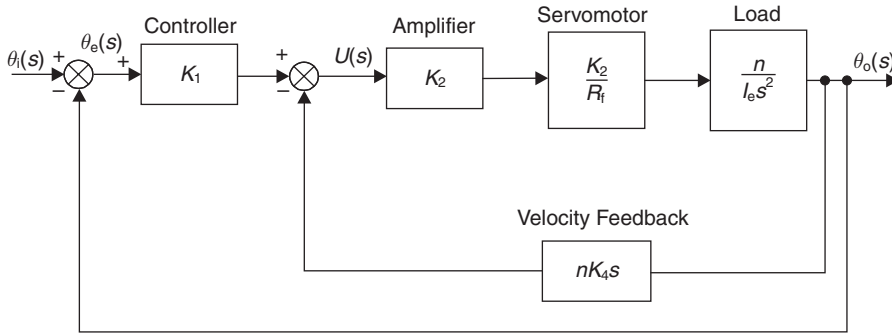 Controller
Amplifier
Servomotor
Load
θi(s)
+
−
θe(s)
+
K1
+
−
U(s)
K2
K2
Rf
n
Ies²
θo(s)
Velocity Feedback
nK4s